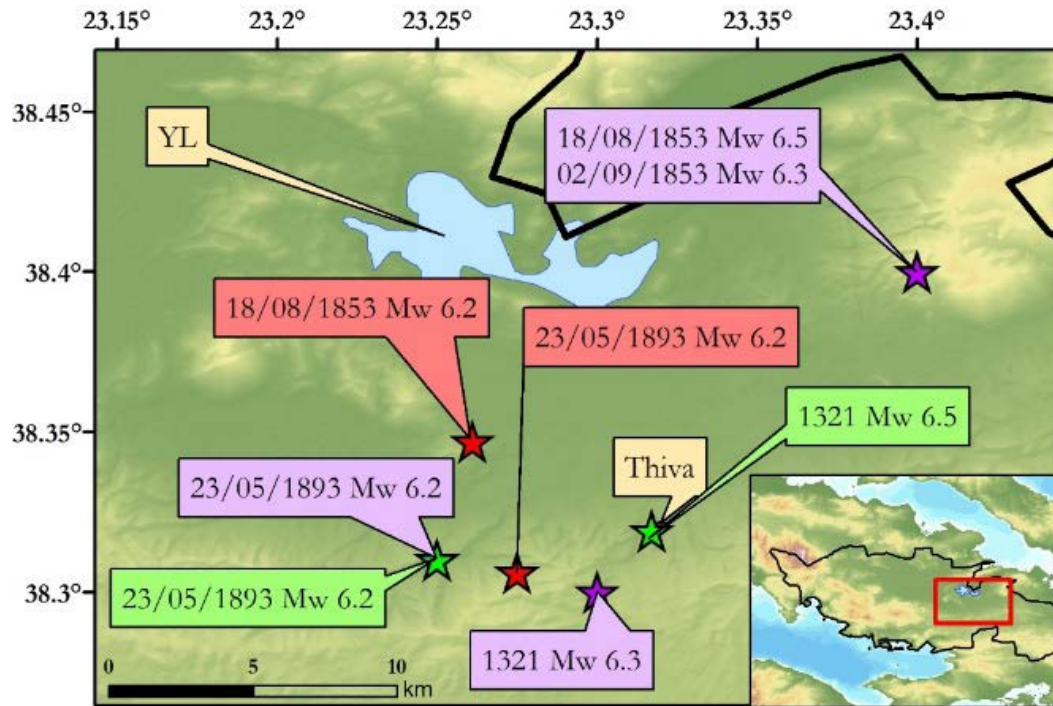 23.15°
23.2°
23.25°
23.3°
23.35°
23.4°
38.45°
38.4°
38.35°
38.3°
YL
18/08/1853 Mw 6.5
02/09/1853 Mw 6.3
18/08/1853 Mw 6.2
23/05/1893 Mw 6.2
1321 Mw 6.5
Thiva
23/05/1893 Mw 6.2
23/05/1893 Mw 6.2
1321 Mw 6.3
0
5
10
km